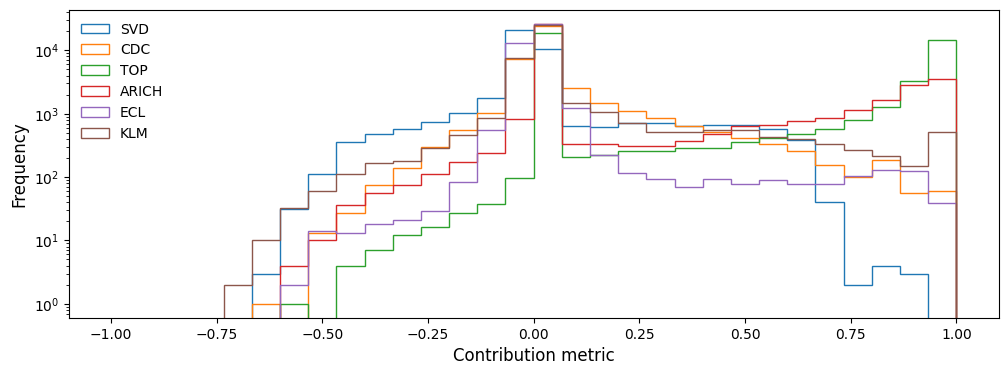 SVD
CDC
TOP
ARICH
ECL
KLM
Frequency
10⁴
10³
10²
10¹
10⁰
−1.00 −0.75 −0.50 −0.25 0.00 0.25 0.50 0.75 1.00
Contribution metric